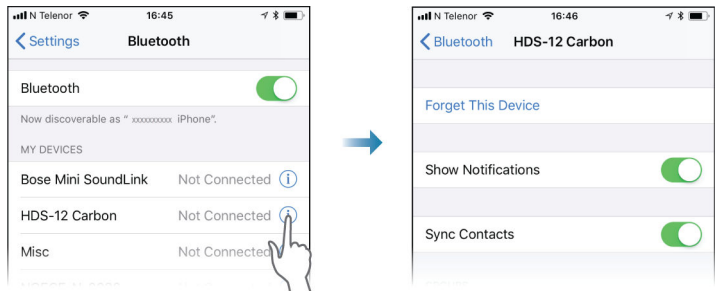 N Telenor 16:45
Settings Bluetooth
Bluetooth
Now discoverable as “ xxxxxxxxx iPhone”.
MY DEVICES
Bose Mini SoundLink Not Connected i
HDS-12 Carbon Not Connected i
Misc Not Connected
N Telenor 16:46
Bluetooth HDS-12 Carbon
Forget This Device
Show Notifications
Sync Contacts